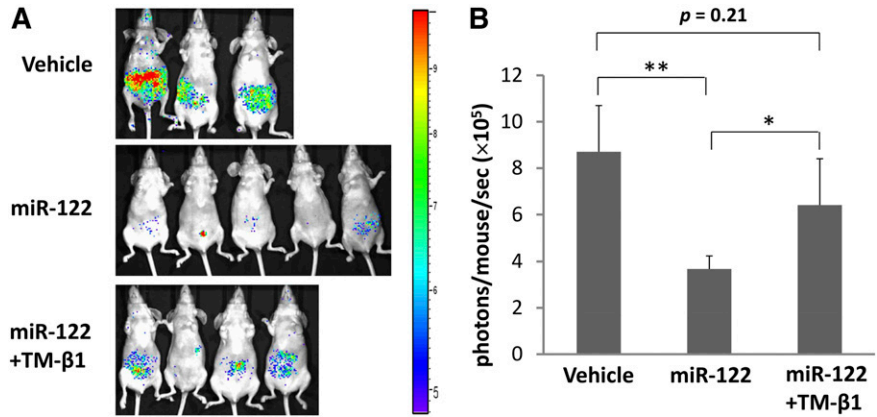 A
Vehicle
miR-122
miR-122
+TM-β1
9
8
7
6
5
B
p = 0.21
**
*
photons/mouse/sec (×10⁵)
12
10
8
6
4
2
0
Vehicle
miR-122
miR-122
+TM-β1